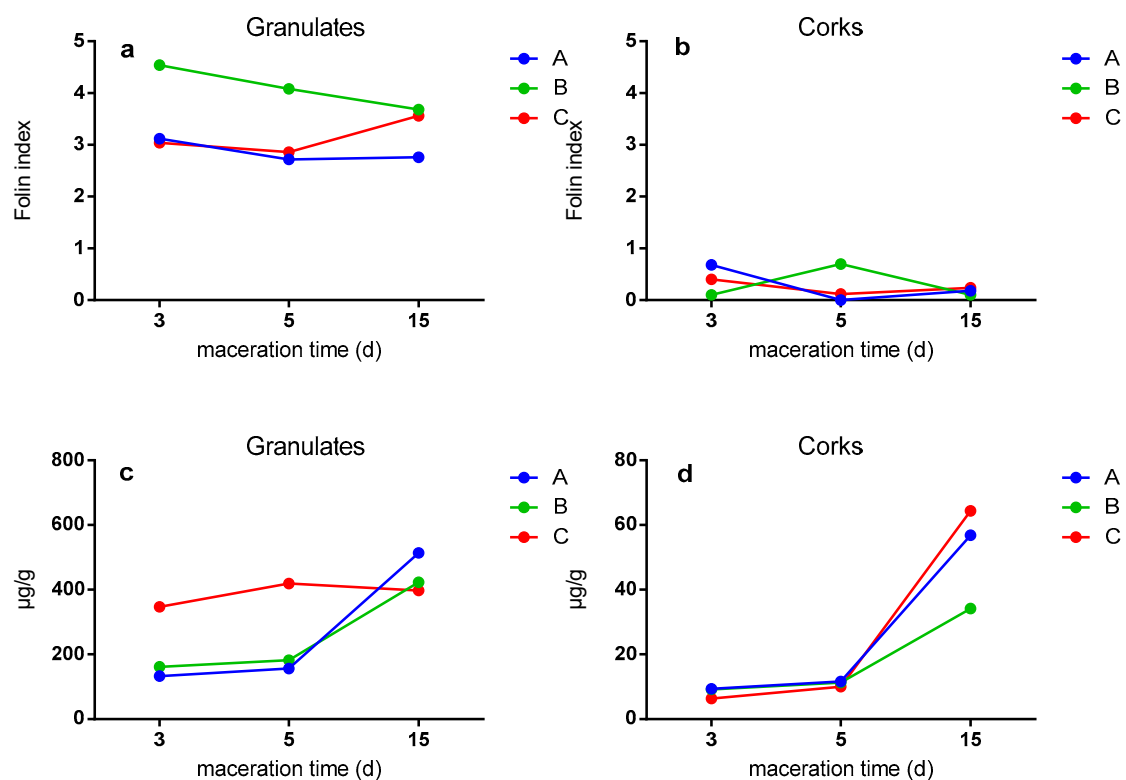 Granulates
a
5
4
3
2
1
0
Folin index
3 5 15
maceration time (d)
A
B
C
Corks
b
5
4
3
2
1
0
Folin index
3 5 15
maceration time (d)
A
B
C
Granulates
c
800
600
400
200
0
µg/g
3 5 15
maceration time (d)
A
B
C
Corks
d
80
60
40
20
0
µg/g
3 5 15
maceration time (d)
A
B
C